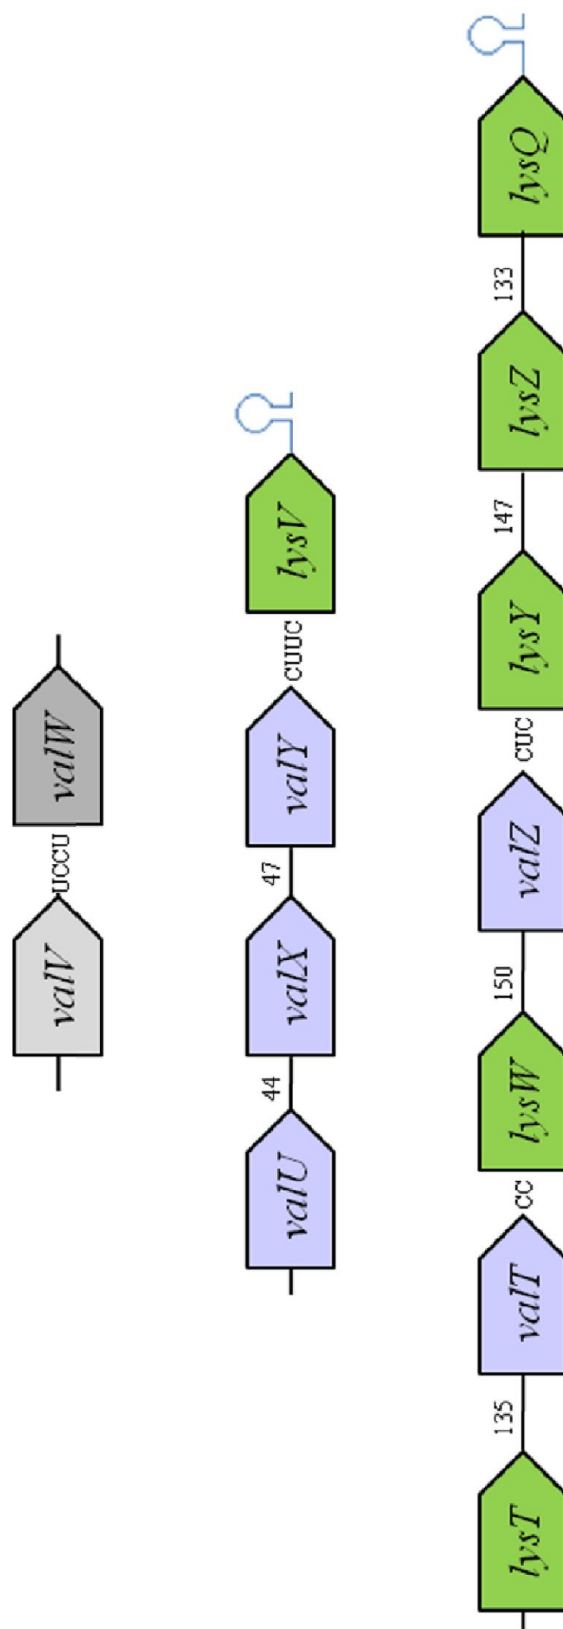 valV UCCU valW
valU 44 valX 47 valY CUUC lysV
lysT 135 valT CC lysW 150 valZ CUC lysY 147 lysZ 133 lysQ